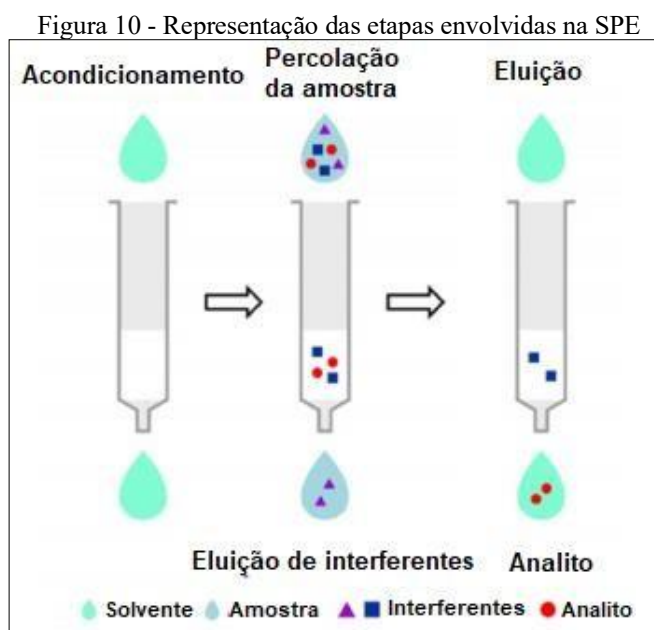 Figura 10 - Representação das etapas envolvidas na SPE
Acondicionamento
Percolação
da amostra
Eluição
Eluição de interferentes
Analito
Solvente Amostra Interferentes Analito